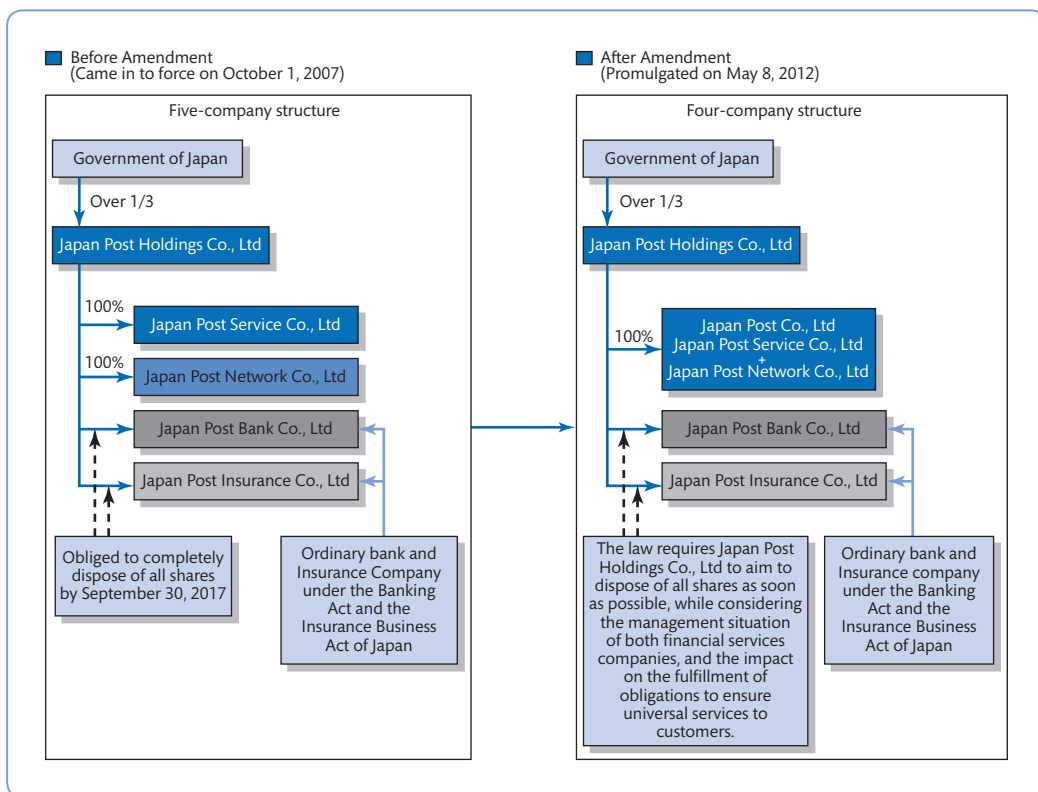 Before Amendment
(Came in to force on October 1, 2007)
Five-company structure
Government of Japan
Over 1/3
Japan Post Holdings Co., Ltd
100%
Japan Post Service Co., Ltd
100%
Japan Post Network Co., Ltd
Japan Post Bank Co., Ltd
Japan Post Insurance Co., Ltd
Obliged to completely
dispose of all shares
by September 30, 2017
Ordinary bank and
Insurance Company
under the Banking
Act and the
Insurance Business
Act of Japan
After Amendment
(Promulgated on May 8, 2012)
Four-company structure
Government of Japan
Over 1/3
Japan Post Holdings Co., Ltd
100%
Japan Post Co., Ltd
Japan Post Service Co., Ltd
+
Japan Post Network Co., Ltd
Japan Post Bank Co., Ltd
Japan Post Insurance Co., Ltd
The law requires Japan Post
Holdings Co., Ltd to aim to
dispose of all shares as soon
as possible, while considering
the management situation
of both financial services
companies, and the impact
on the fulfillment of
obligations to ensure
universal services to
customers.
Ordinary bank and
Insurance company
under the Banking
Act and the
Insurance Business
Act of Japan